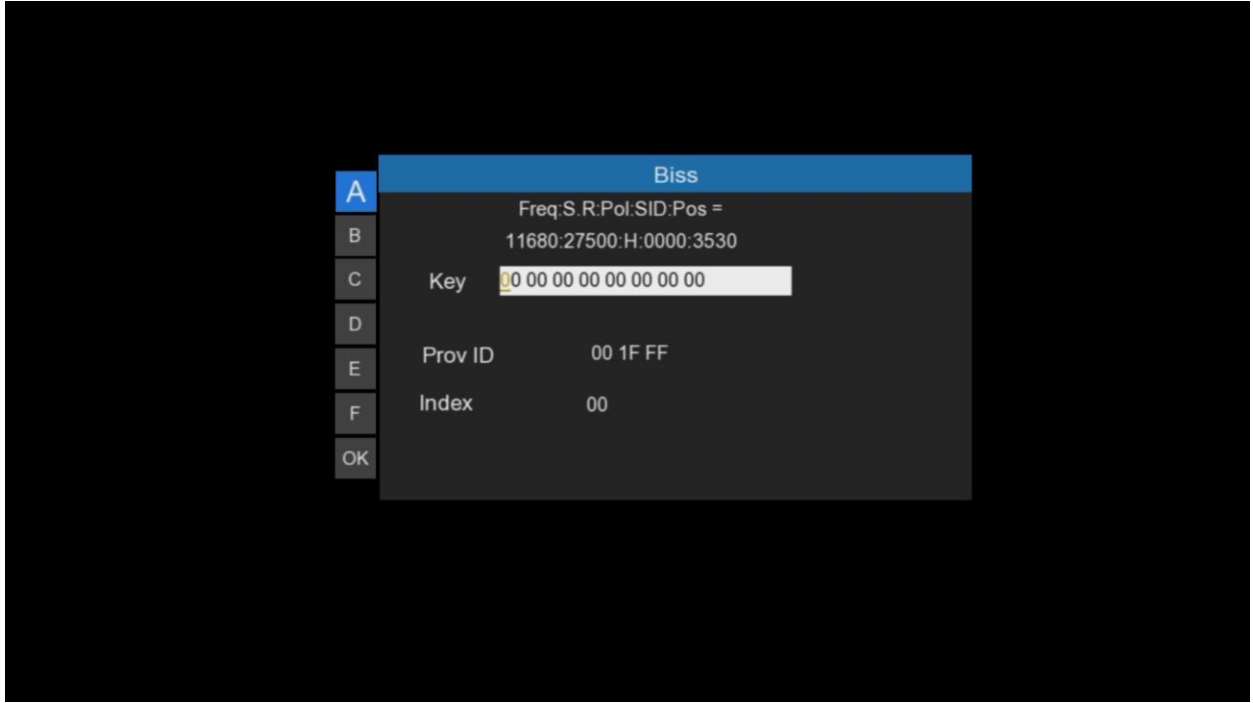 Biss
Freq:S.R:Pol:SID:Pos =
11680:27500:H:0000:3530
Key 00 00 00 00 00 00 00 00
Prov ID 00 1F FF
Index 00
A
B
C
D
E
F
OK